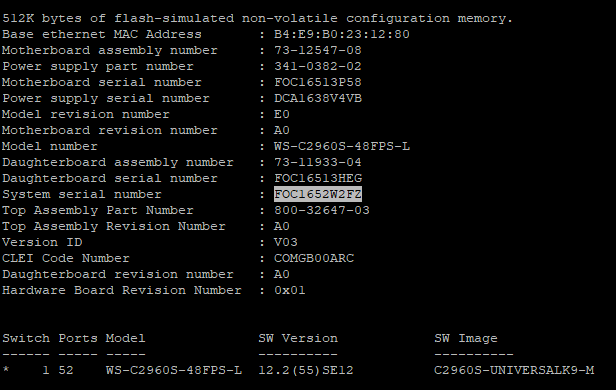 512K bytes of flash-simulated non-volatile configuration memory.
Base ethernet MAC Address       : B4:E9:B0:23:12:80
Motherboard assembly number     : 73-12547-08
Power supply part number        : 341-0382-02
Motherboard serial number       : FOC16513P58
Power supply serial number      : DCA1638V4VB
Model revision number           : E0
Motherboard revision number     : A0
Model number                    : WS-C2960S-48FPS-L
Daughterboard assembly number   : 73-11933-04
Daughterboard serial number     : FOC16513HEG
System serial number            : FOC1652W2FZ
Top Assembly Part Number        : 800-32647-03
Top Assembly Revision Number    : A0
Version ID                      : V03
CLEI Code Number                : COMGB00ARC
Daughterboard revision number   : A0
Hardware Board Revision Number  : 0x01
Switch Ports Model              SW Version            SW Image
------ ----- -----              ----------            ----------
*    1 52    WS-C2960S-48FPS-L  12.2(55)SE12          C2960S-UNIVERSALK9-M